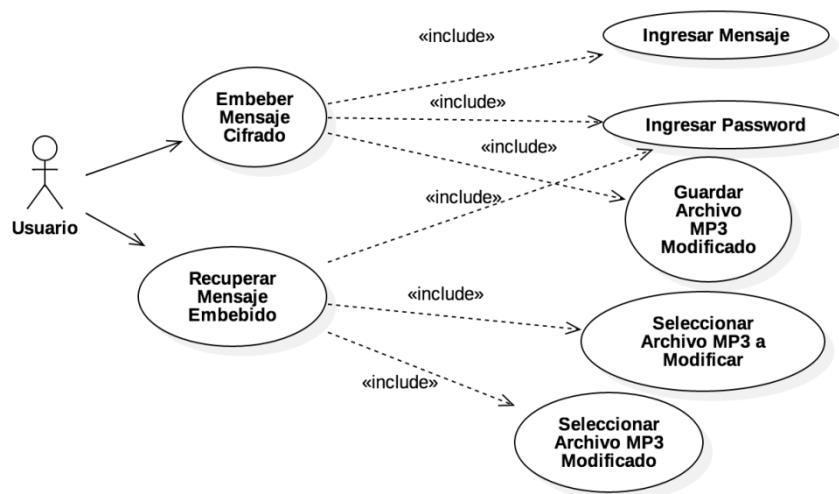 «include»
Ingresar Mensaje
Embeber
Mensaje
Cifrado
«include»
Ingresar Password
«include»
Usuario
«include»
Guardar
Archivo
MP3
Modificado
Recuperar
Mensaje
Embebido
«include»
Seleccionar
Archivo MP3 a
Modificar
«include»
Seleccionar
Archivo MP3
Modificado